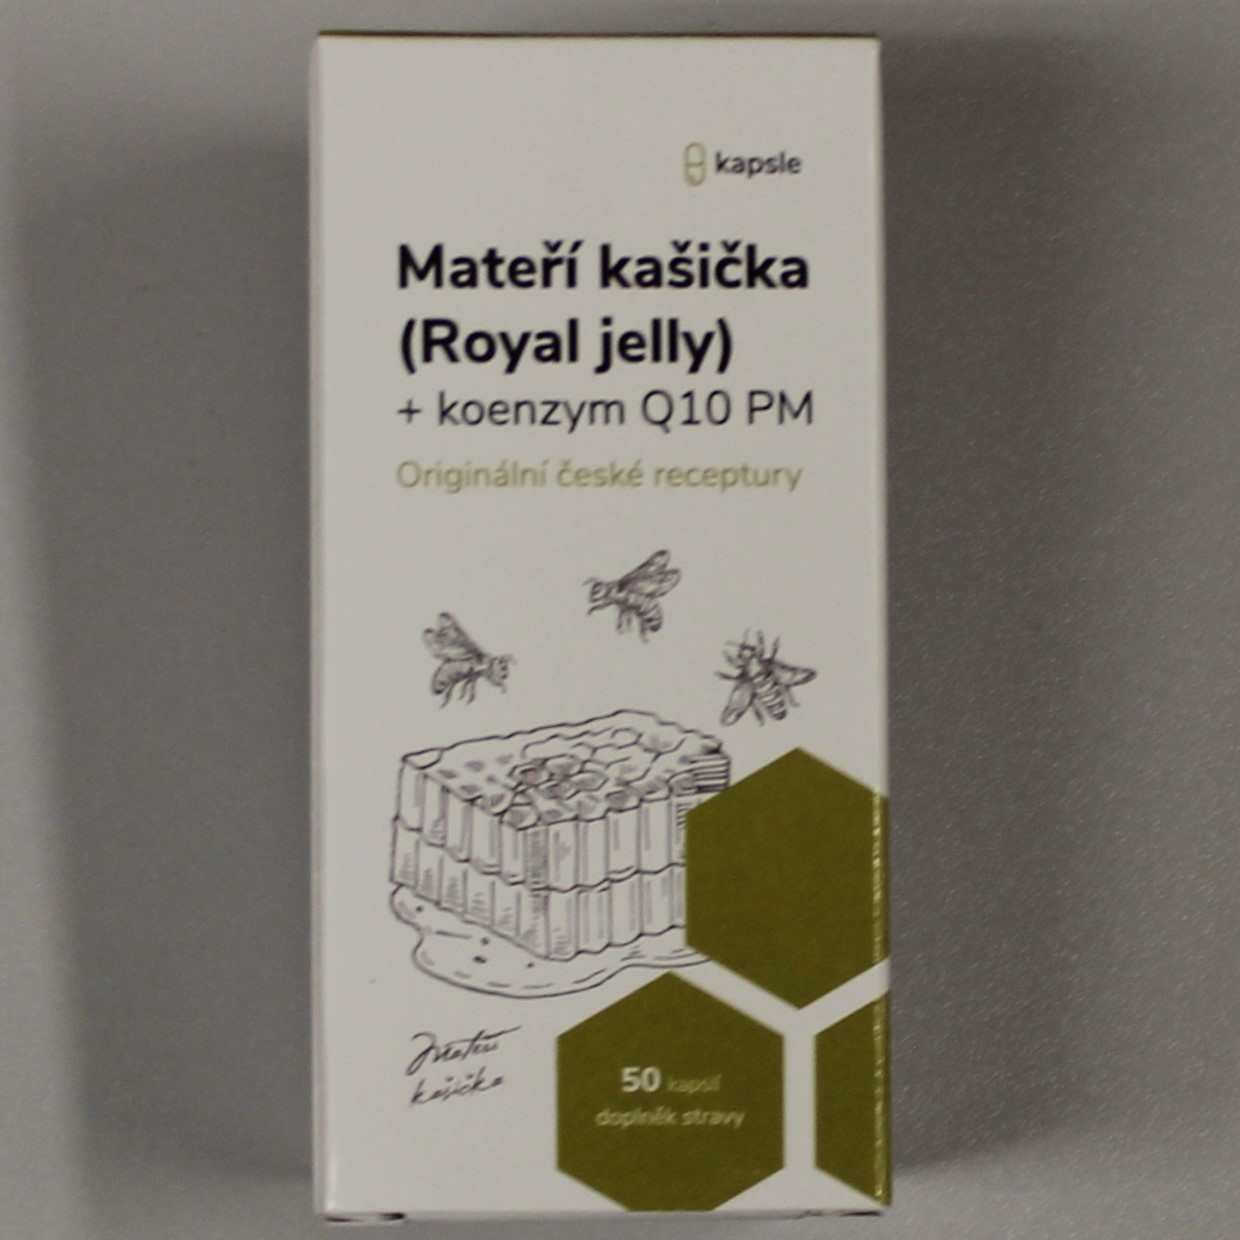 kapsle
Mateří kašička
(Royal jelly)
+ koenzym Q10 PM
Originální české receptury
Mateří
kašička
50 kapslí
doplněk stravy